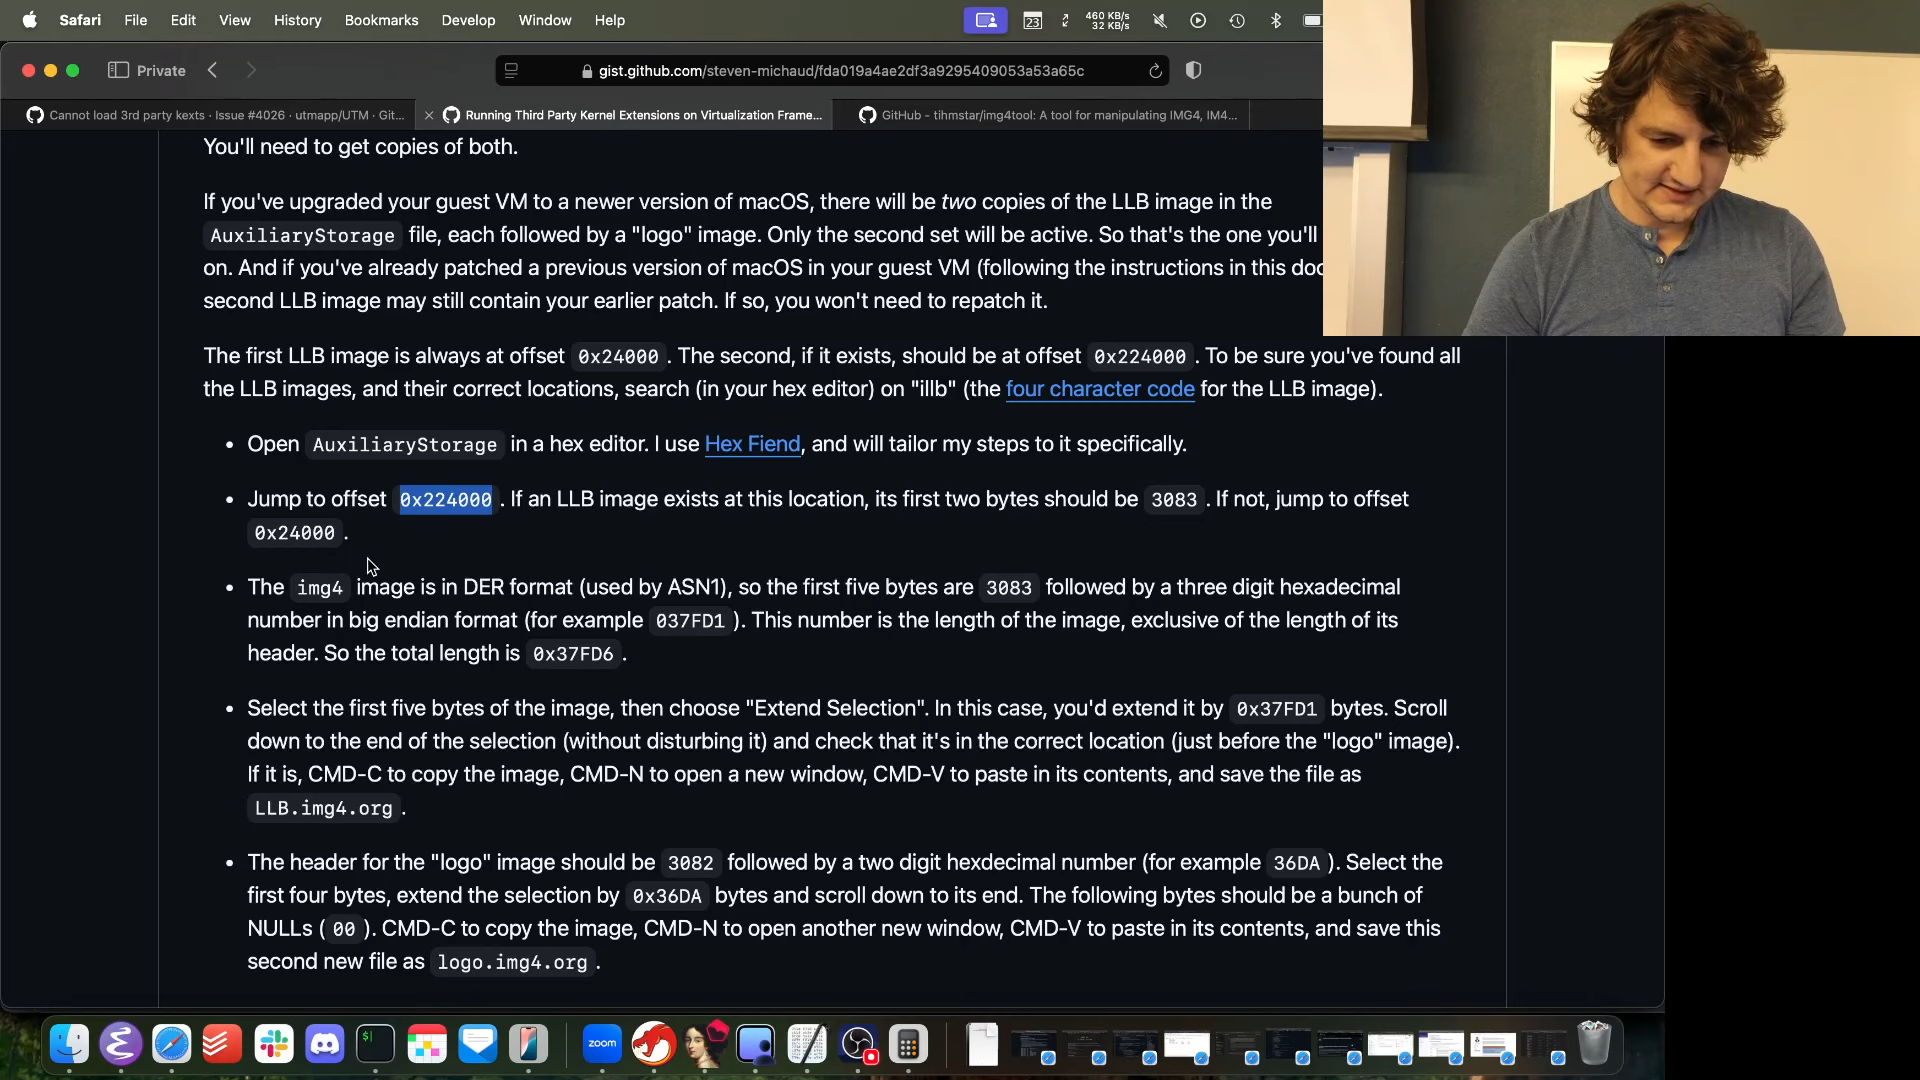 Safari File Edit View History Bookmarks Develop Window Help
23
460 KB/s
32 KB/s
Private
gist.github.com/steven-michaud/fda019a4ae2df3a9295409053a53a65c
Cannot load 3rd party kexts · Issue #4026 · utmapp/UTM · Git...
Running Third Party Kernel Extensions on Virtualization Frame...
GitHub - tihmstar/img4tool: A tool for manipulating IMG4, IM4...
You'll need to get copies of both.
If you've upgraded your guest VM to a newer version of macOS, there will be two copies of the LLB image in the
AuxiliaryStorage file, each followed by a "logo" image. Only the second set will be active. So that's the one you'll
on. And if you've already patched a previous version of macOS in your guest VM (following the instructions in this doc
second LLB image may still contain your earlier patch. If so, you won't need to repatch it.
The first LLB image is always at offset 0x24000. The second, if it exists, should be at offset 0x224000. To be sure you've found all
the LLB images, and their correct locations, search (in your hex editor) on "illb" (the four character code for the LLB image).
• Open AuxiliaryStorage in a hex editor. I use Hex Fiend, and will tailor my steps to it specifically.
• Jump to offset 0x224000. If an LLB image exists at this location, its first two bytes should be 3083. If not, jump to offset
0x24000.
• The img4 image is in DER format (used by ASN1), so the first five bytes are 3083 followed by a three digit hexadecimal
number in big endian format (for example 037FD1). This number is the length of the image, exclusive of the length of its
header. So the total length is 0x37FD6.
• Select the first five bytes of the image, then choose "Extend Selection". In this case, you'd extend it by 0x37FD1 bytes. Scroll
down to the end of the selection (without disturbing it) and check that it's in the correct location (just before the "logo" image).
If it is, CMD-C to copy the image, CMD-N to open a new window, CMD-V to paste in its contents, and save the file as
LLB.img4.org.
• The header for the "logo" image should be 3082 followed by a two digit hexdecimal number (for example 36DA). Select the
first four bytes, extend the selection by 0x36DA bytes and scroll down to its end. The following bytes should be a bunch of
NULLs (00). CMD-C to copy the image, CMD-N to open another new window, CMD-V to paste in its contents, and save this
second new file as logo.img4.org.
zoom